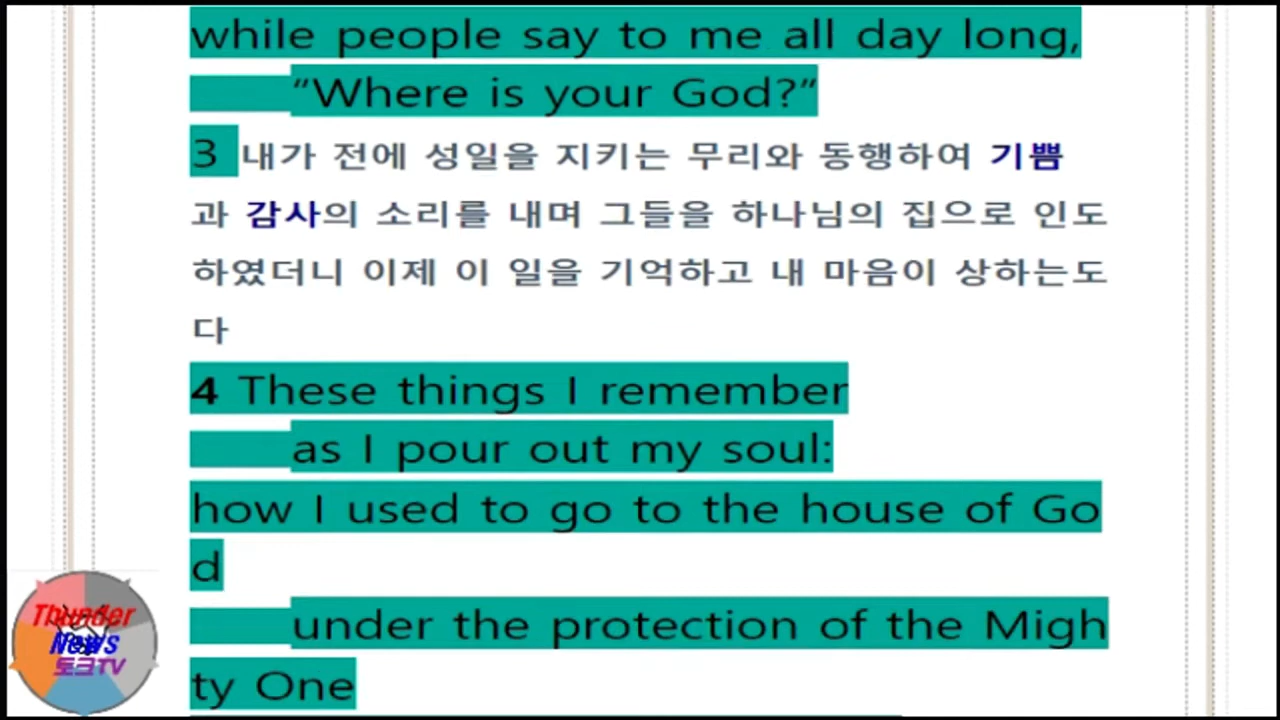 while people say to me all day long,
“Where is your God?”
3 내가 전에 성일을 지키는 무리와 동행하여 기쁨
과 감사의 소리를 내며 그들을 하나님의 집으로 인도
하였더니 이제 이 일을 기억하고 내 마음이 상하는도
다
4 These things I remember
as I pour out my soul:
how I used to go to the house of Go
d
under the protection of the Migh
ty One
Thunder
News
토크TV